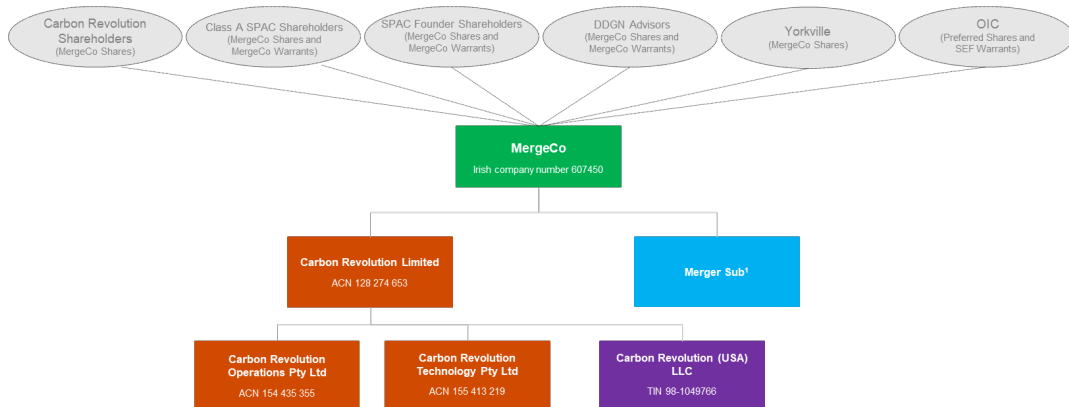 Carbon Revolution
Shareholders
(MergeCo Shares)
Class A SPAC Shareholders
(MergeCo Shares and
MergeCo Warrants)
SPAC Founder Shareholders
(MergeCo Shares and
MergeCo Warrants)
DDGN Advisors
(MergeCo Shares and
MergeCo Warrants)
Yorkville
(MergeCo Shares)
OIC
(Preferred Shares and
SEF Warrants)
MergeCo
Irish company number 607450
Carbon Revolution Limited
ACN 128 274 653
Merger Sub¹
Carbon Revolution
Operations Pty Ltd
ACN 154 435 355
Carbon Revolution
Technology Pty Ltd
ACN 155 413 219
Carbon Revolution (USA)
LLC
TIN 98-1049766